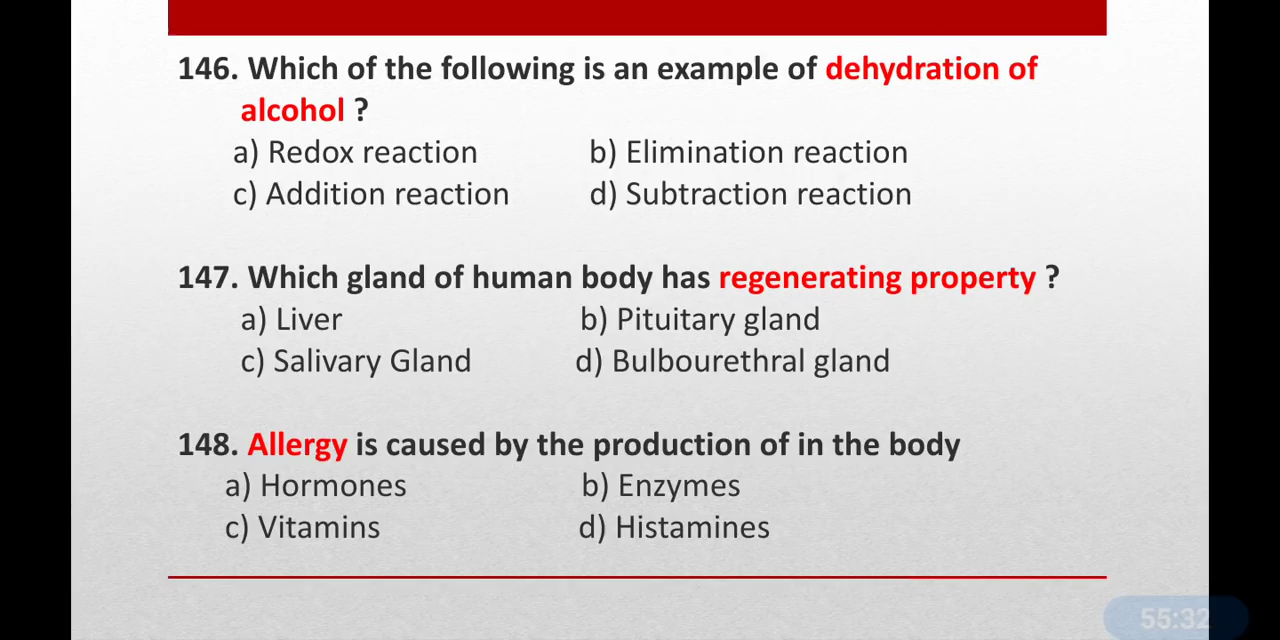 146. Which of the following is an example of dehydration of
alcohol ?
a) Redox reaction b) Elimination reaction
c) Addition reaction d) Subtraction reaction
147. Which gland of human body has regenerating property ?
a) Liver b) Pituitary gland
c) Salivary Gland d) Bulbourethral gland
148. Allergy is caused by the production of in the body
a) Hormones b) Enzymes
c) Vitamins d) Histamines
55:32